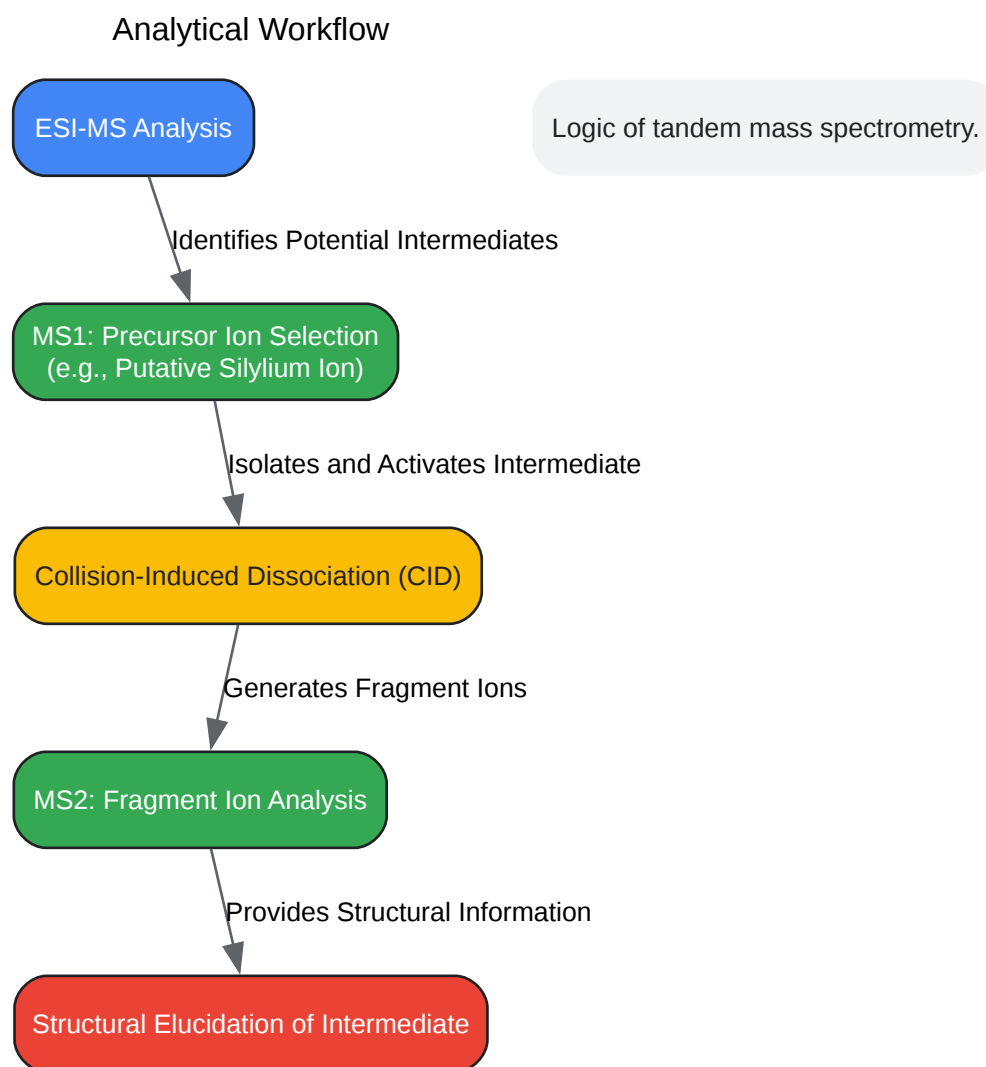 Analytical Workflow
ESI-MS Analysis
Logic of tandem mass spectrometry.
Identifies Potential Intermediates
MS1: Precursor Ion Selection
(e.g., Putative Silylium Ion)
Isolates and Activates Intermediate
Collision-Induced Dissociation (CID)
Generates Fragment Ions
MS2: Fragment Ion Analysis
Provides Structural Information
Structural Elucidation of Intermediate